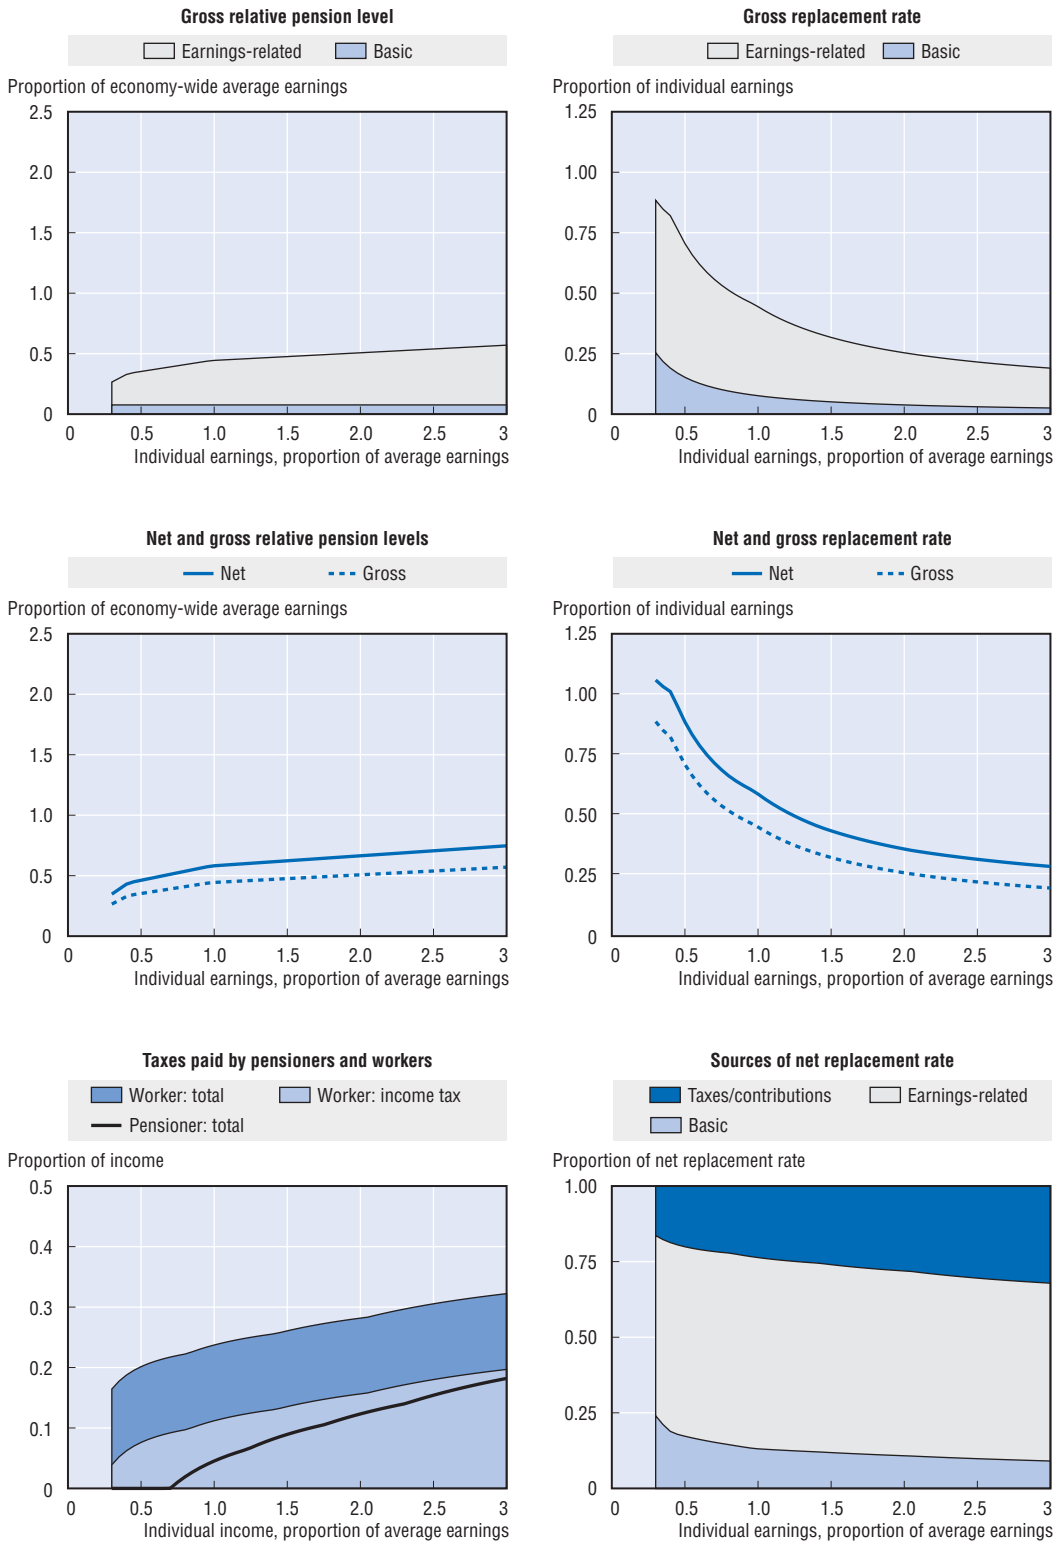 Gross relative pension level
Earnings-related Basic
Proportion of economy-wide average earnings
2.5
2.0
1.5
1.0
0.5
0
0 0.5 1.0 1.5 2.0 2.5 3
Individual earnings, proportion of average earnings
Gross replacement rate
Earnings-related Basic
Proportion of individual earnings
1.25
1.00
0.75
0.50
0.25
0
0 0.5 1.0 1.5 2.0 2.5 3
Individual earnings, proportion of average earnings
Net and gross relative pension levels
Net Gross
Proportion of economy-wide average earnings
2.5
2.0
1.5
1.0
0.5
0
0 0.5 1.0 1.5 2.0 2.5 3
Individual earnings, proportion of average earnings
Net and gross replacement rate
Net Gross
Proportion of individual earnings
1.25
1.00
0.75
0.50
0.25
0
0 0.5 1.0 1.5 2.0 2.5 3
Individual earnings, proportion of average earnings
Taxes paid by pensioners and workers
Worker: total Worker: income tax
Pensioner: total
Proportion of income
0.5
0.4
0.3
0.2
0.1
0
0.5 1.0 1.5 2.0 2.5 3
Individual income, proportion of average earnings
Sources of net replacement rate
Taxes/contributions Earnings-related
Basic
Proportion of net replacement rate
1.00
0.75
0.50
0.25
0
0 0.5 1.0 1.5 2.0 2.5 3
Individual earnings, proportion of average earnings